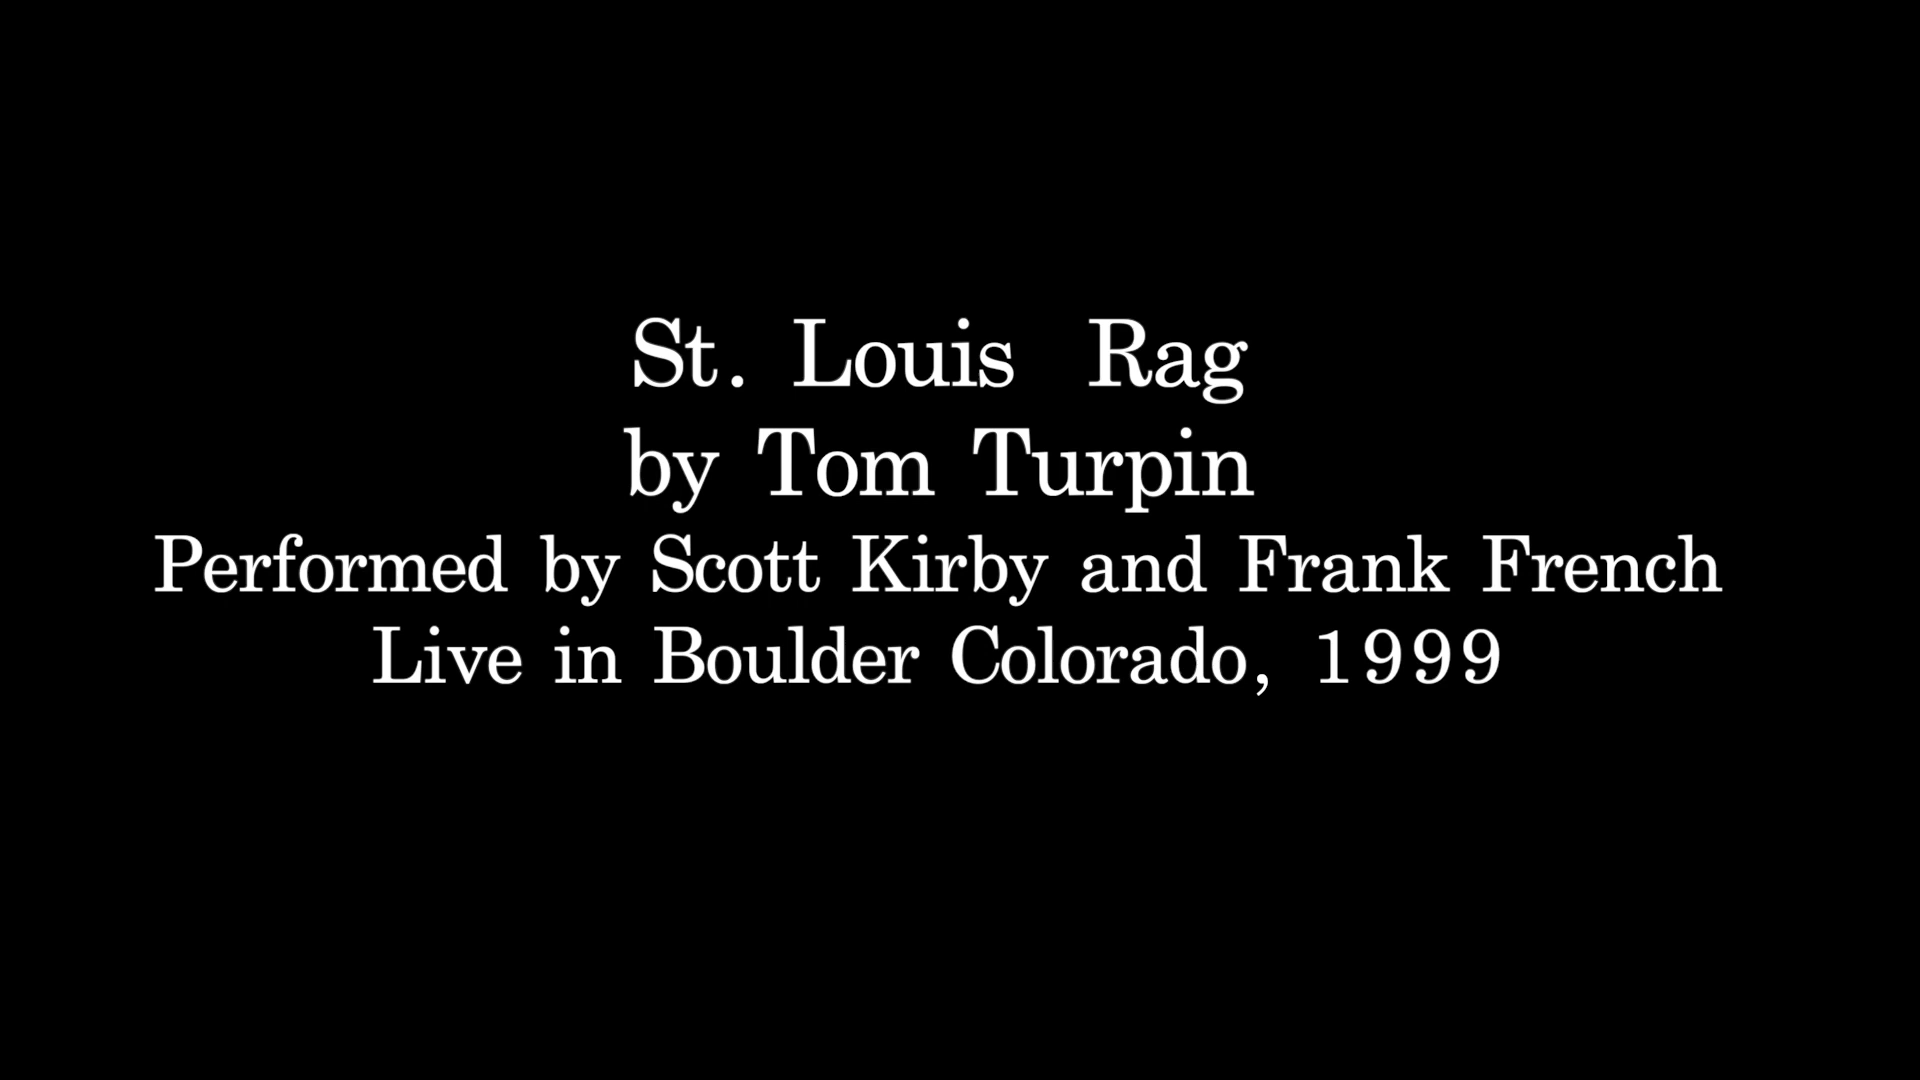 St. Louis Rag
by Tom Turpin
Performed by Scott Kirby and Frank French
Live in Boulder Colorado, 1999